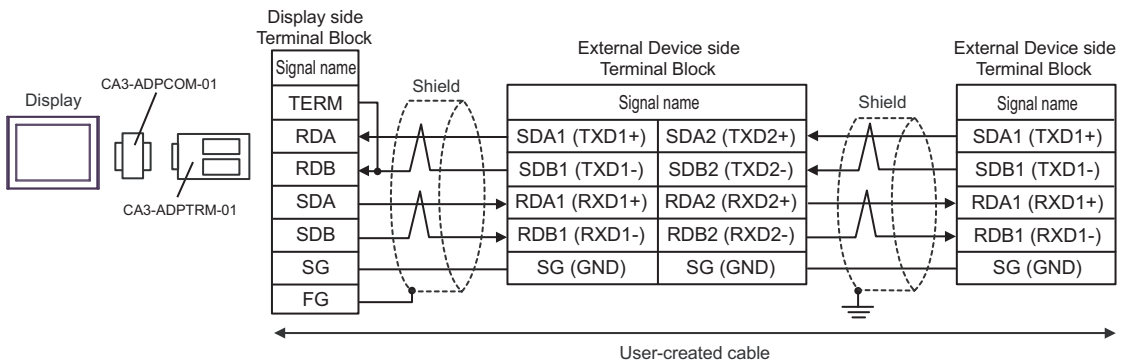 Display side
Terminal Block
External Device side
Terminal Block
External Device side
Terminal Block
Signal name
CA3-ADPCOM-01
Display
Shield
Signal name
Shield
Signal name
TERM
RDA
SDA1 (TXD1+) SDA2 (TXD2+)
SDA1 (TXD1+)
RDB
SDB1 (TXD1-) SDB2 (TXD2-)
SDB1 (TXD1-)
CA3-ADPTRM-01
SDA
RDA1 (RXD1+) RDA2 (RXD2+)
RDA1 (RXD1+)
SDB
RDB1 (RXD1-) RDB2 (RXD2-)
RDB1 (RXD1-)
SG
SG (GND) SG (GND)
SG (GND)
FG
User-created cable